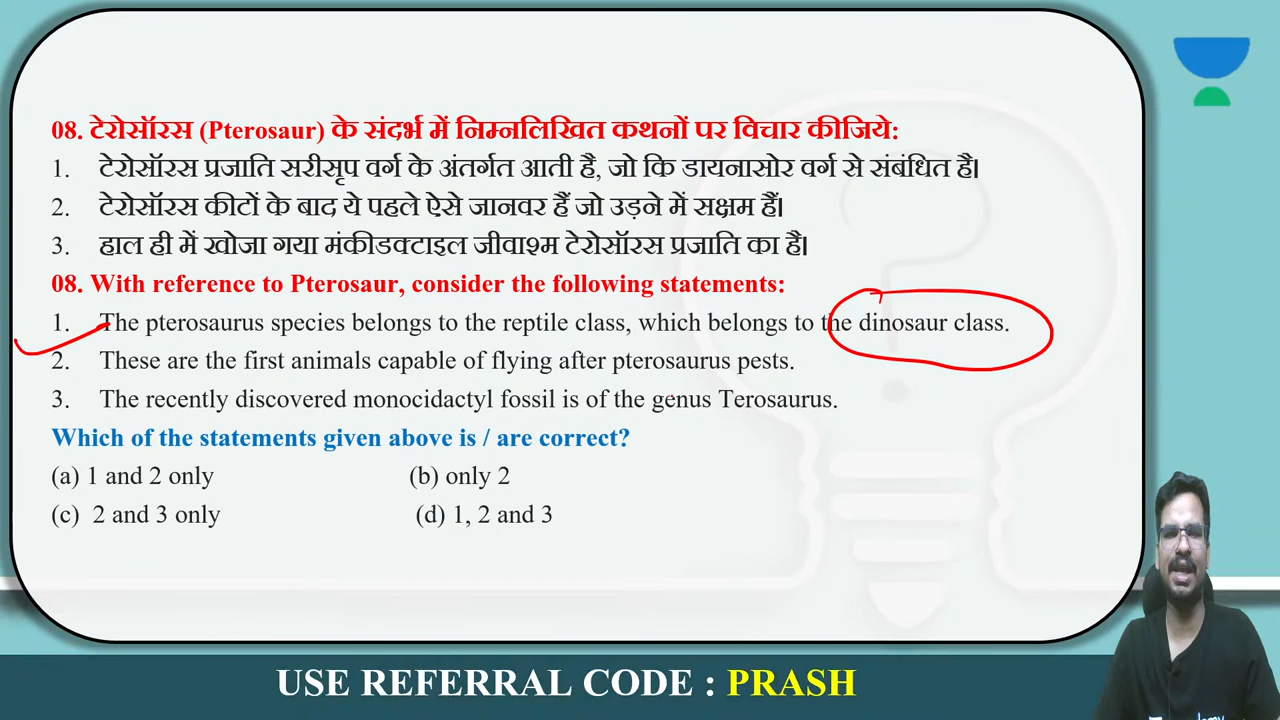 08. टेरोसॉरस (Pterosaur) के संदर्भ में निम्नलिखित कथनों पर विचार कीजिये:
1. टेरोसॉरस प्रजाति सरीसृप वर्ग के अंतर्गत आती है, जो कि डायनासोर वर्ग से संबंधित है।
2. टेरोसॉरस कीटों के बाद ये पहले ऐसे जानवर हैं जो उड़ने में सक्षम हैं।
3. हाल ही में खोजा गया मंकीडक्टाइल जीवाश्म टेरोसॉरस प्रजाति का है।
08. With reference to Pterosaur, consider the following statements:
1. The pterosaurus species belongs to the reptile class, which belongs to the dinosaur class.
2. These are the first animals capable of flying after pterosaurus pests.
3. The recently discovered monocidactyl fossil is of the genus Terosaurus.
Which of the statements given above is / are correct?
(a) 1 and 2 only (b) only 2
(c) 2 and 3 only (d) 1, 2 and 3
USE REFERRAL CODE : PRASH